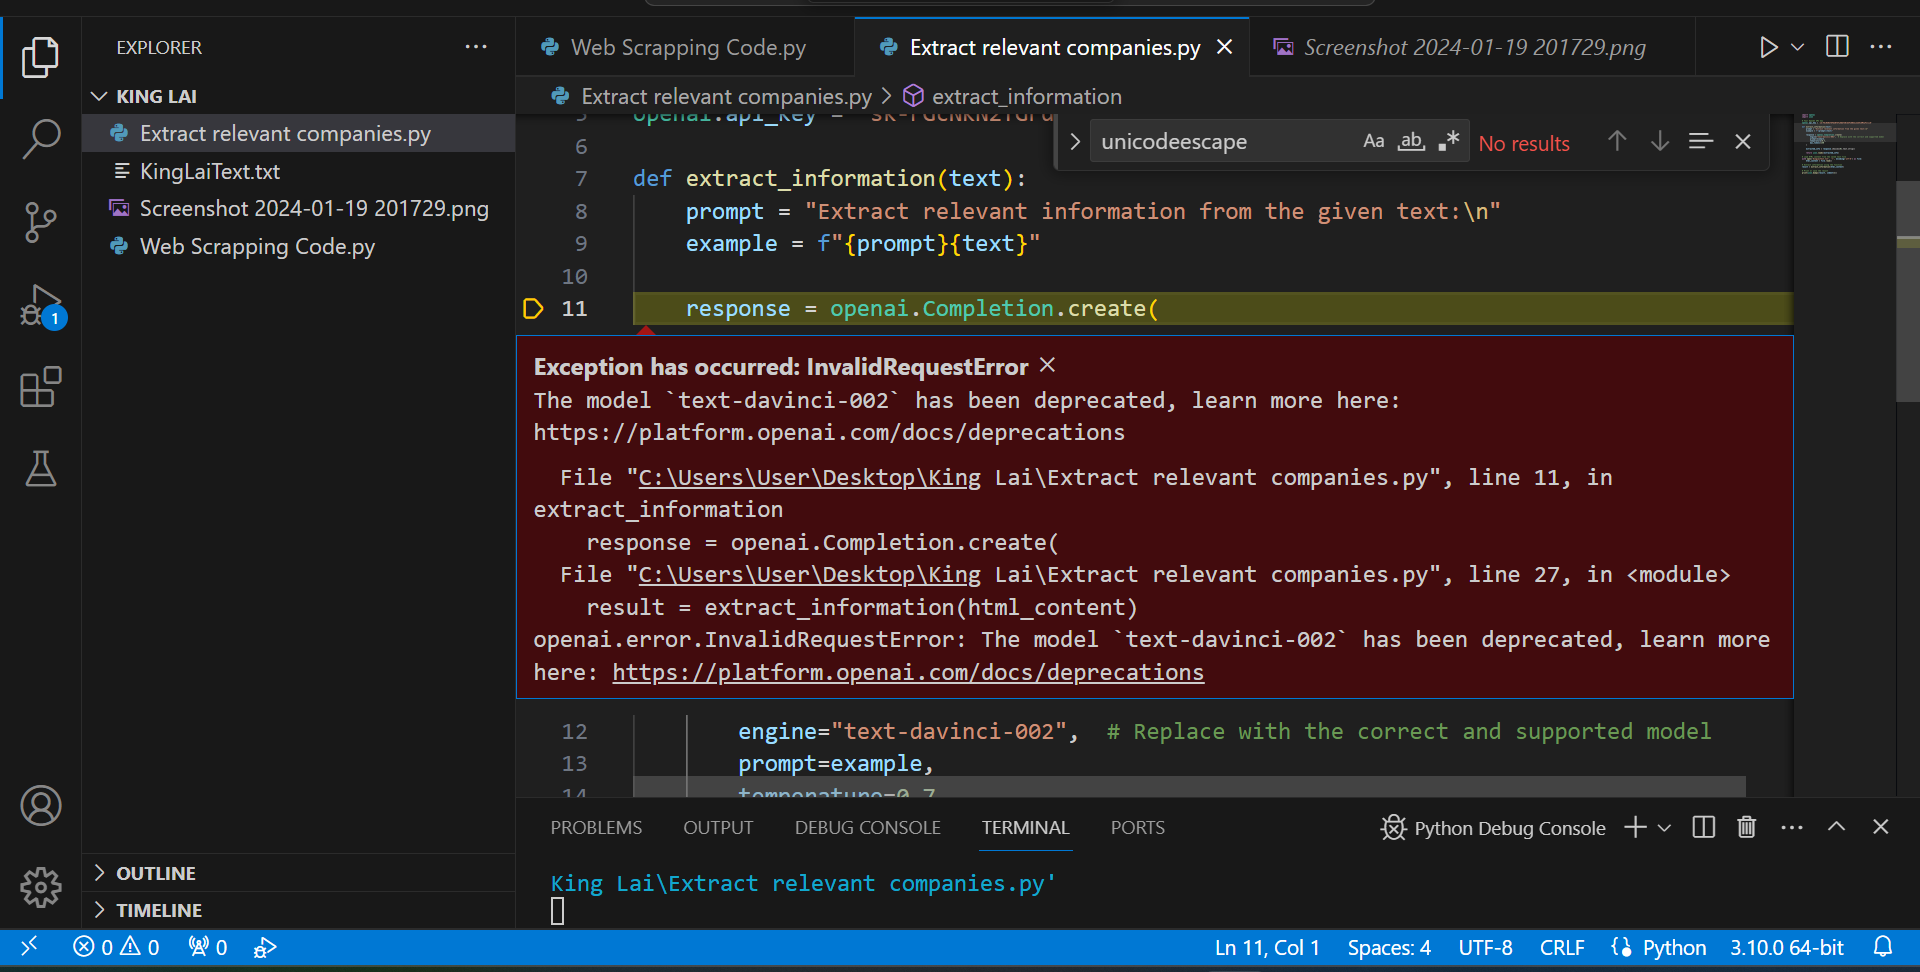 EXPLORER
KING LAI
Extract relevant companies.py
KingLaiText.txt
Screenshot 2024-01-19 201729.png
Web Scrapping Code.py
OUTLINE
TIMELINE
Web Scrapping Code.py
Extract relevant companies.py
Screenshot 2024-01-19 201729.png
Extract relevant companies.py > extract_information
unicodeescape Aa ab No results
5 openai.api_key =
6
7 def extract_information(text):
8 prompt = "Extract relevant information from the given text:\n"
9 example = f"{prompt}{text}"
10
11 response = openai.Completion.create(
Exception has occurred: InvalidRequestError
The model `text-davinci-002` has been deprecated, learn more here:
https://platform.openai.com/docs/deprecations
File "C:\Users\User\Desktop\King Lai\Extract relevant companies.py", line 11, in
extract_information
response = openai.Completion.create(
File "C:\Users\User\Desktop\King Lai\Extract relevant companies.py", line 27, in <module>
result = extract_information(html_content)
openai.error.InvalidRequestError: The model `text-davinci-002` has been deprecated, learn more
here: https://platform.openai.com/docs/deprecations
12 engine="text-davinci-002", # Replace with the correct and supported model
13 prompt=example,
14 temperature=0.7
PROBLEMS OUTPUT DEBUG CONSOLE TERMINAL PORTS Python Debug Console
King Lai\Extract relevant companies.py'
1
0 0 0 Ln 11, Col 1 Spaces: 4 UTF-8 CRLF Python 3.10.0 64-bit